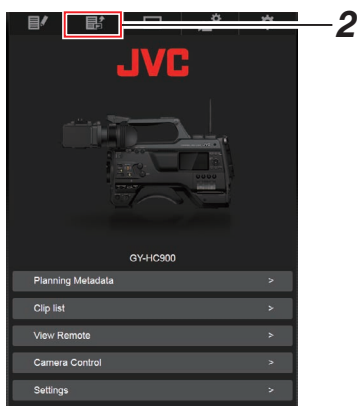 2
JVC
GY-HC900
Planning Metadata >
Clip list >
View Remote >
Camera Control >
Settings >